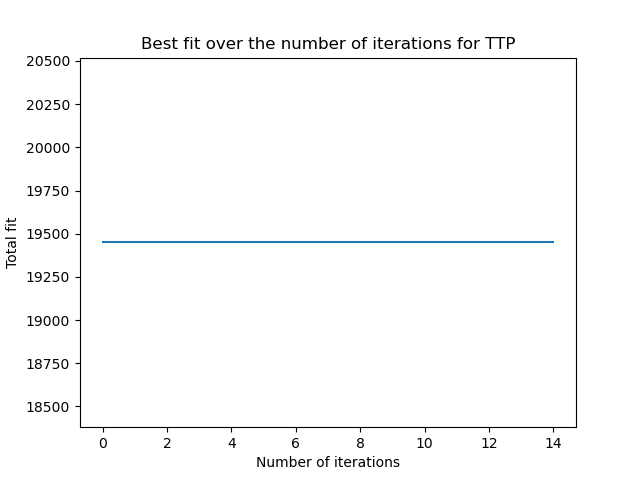 Best fit over the number of iterations for TTP
20500
20250
20000
19750
19500
19250
19000
18750
18500
Total fit
0 2 4 6 8 10 12 14
Number of iterations